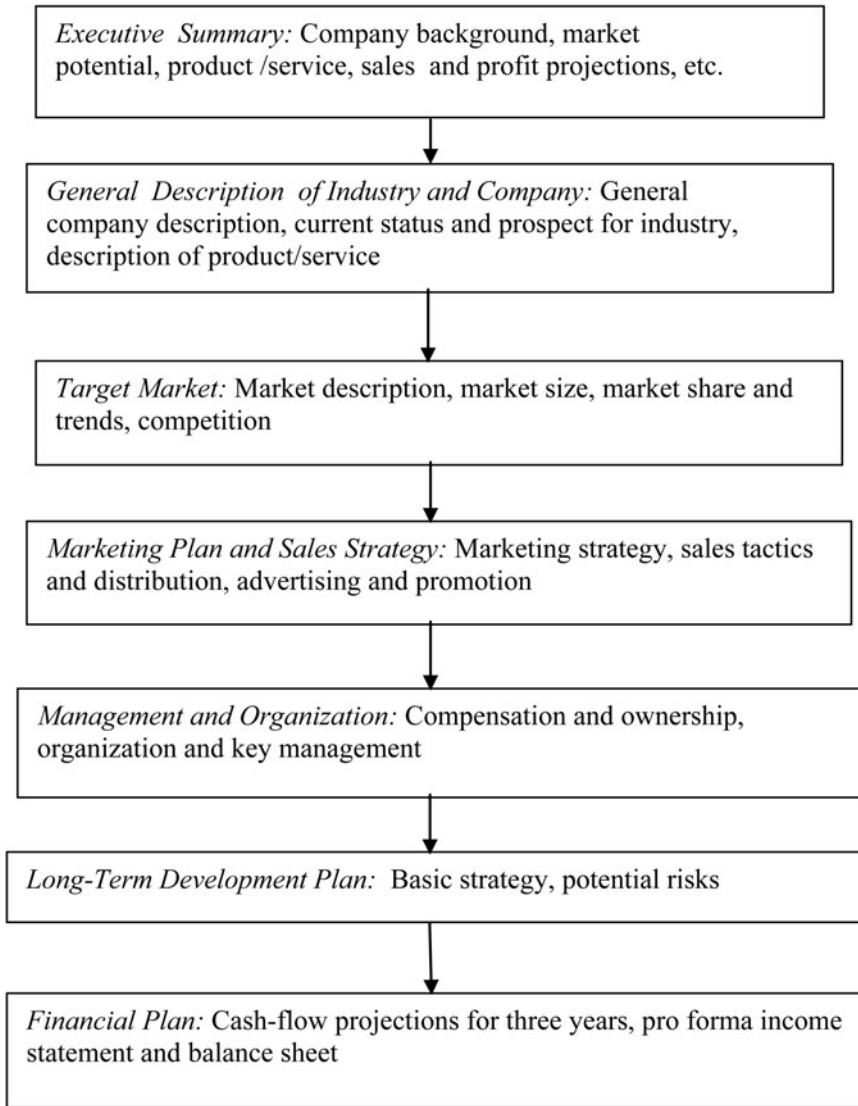 Executive Summary: Company background, market
potential, product /service, sales and profit projections, etc.
General Description of Industry and Company: General
company description, current status and prospect for industry,
description of product/service
Target Market: Market description, market size, market share and
trends, competition
Marketing Plan and Sales Strategy: Marketing strategy, sales tactics
and distribution, advertising and promotion
Management and Organization: Compensation and ownership,
organization and key management
Long-Term Development Plan: Basic strategy, potential risks
Financial Plan: Cash-flow projections for three years, pro forma income
statement and balance sheet